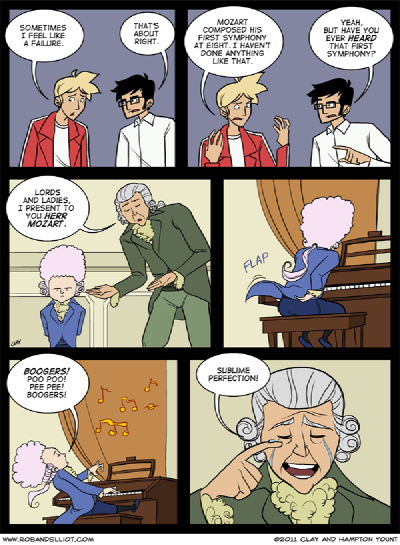 SOMETIMES
I FEEL LIKE
A FAILURE.
THAT'S
ABOUT
RIGHT.
MOZART
COMPOSED HIS
FIRST SYMPHONY
AT EIGHT. I HAVEN'T
DONE ANYTHING
LIKE THAT.
YEAH,
BUT HAVE YOU
EVER HEARD
THAT FIRST
SYMPHONY?
LORDS
AND LADIES,
I PRESENT TO
YOU HERR
MOZART.
CLAY
FLAP
BOOGERS!
POO POO!
PEE PEE!
BOOGERS!
SUBLIME
PERFECTION!
WWW.ROBANDELLIOT.COM
©2011 CLAY AND HAMPTON YOUNT